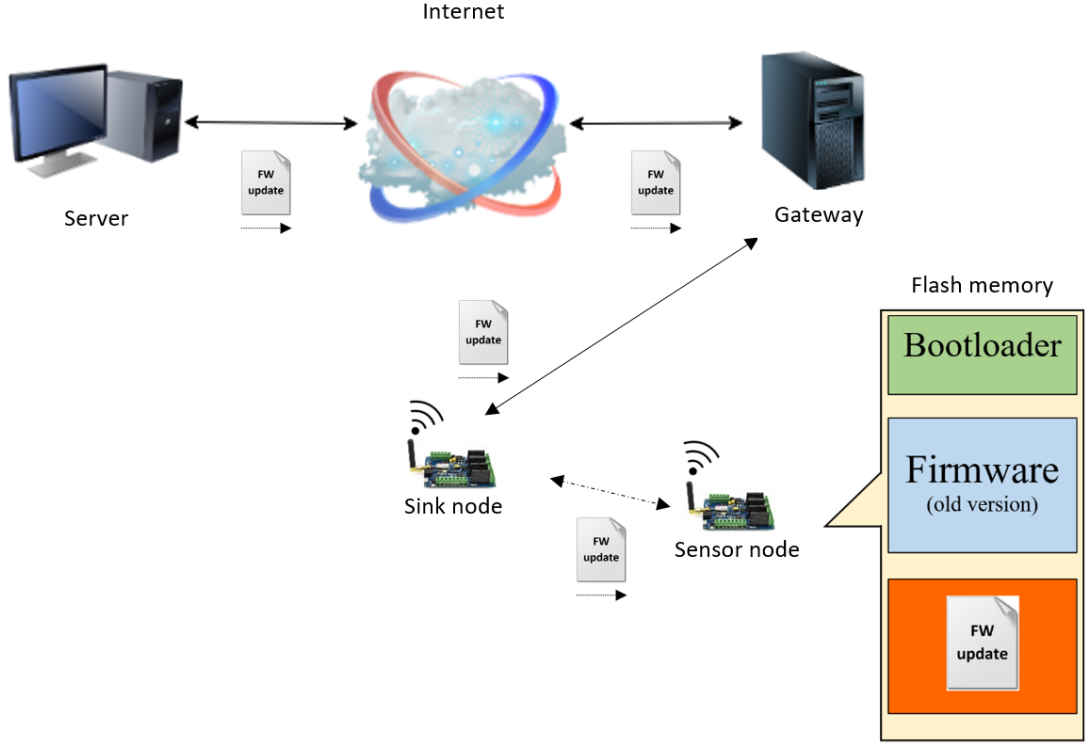 Internet
FW
update
FW
update
Server
Gateway
Flash memory
FW
update
Bootloader
Firmware
(old version)
Sink node
FW
update
Sensor node
FW
update